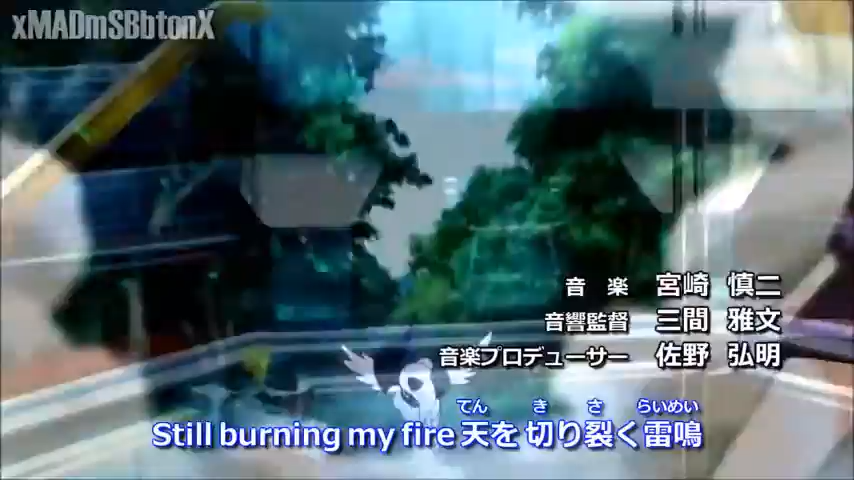 xMADmSBbtonX
音 楽 宮崎 慎二
音響監督 三間 雅文
音楽プロデューサー 佐野 弘明
てん き さ らいめい
Still burning my fire 天を切り裂く雷鳴